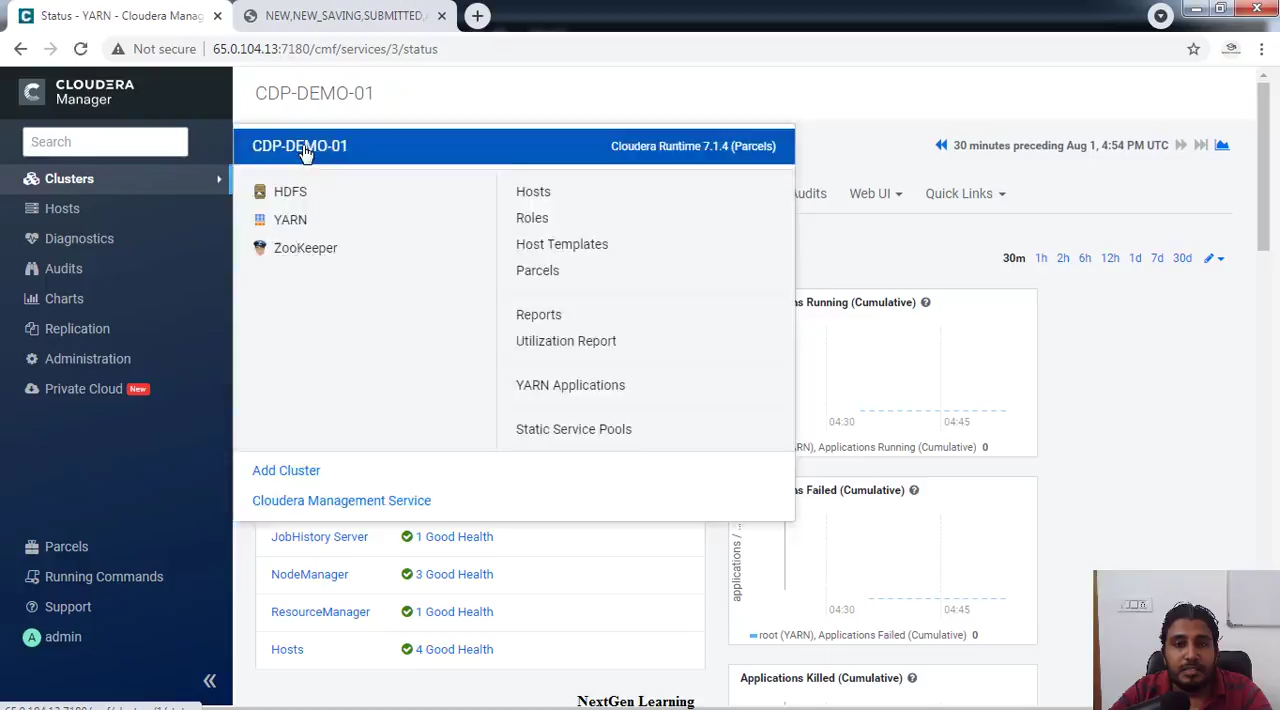 Status - YARN - Cloudera Manag
NEW,NEW_SAVING,SUBMITTED,
Not secure
65.0.104.13:7180/cmf/services/3/status
CLOUDERA
Manager
Search
Clusters
Hosts
Diagnostics
Audits
Charts
Replication
Administration
Private Cloud New
Parcels
Running Commands
Support
A admin
CDP-DEMO-01
CDP-DEMO-01
Cloudera Runtime 7.1.4 (Parcels)
HDFS
YARN
ZooKeeper
Hosts
Roles
Host Templates
Parcels
Reports
Utilization Report
YARN Applications
Static Service Pools
Add Cluster
Cloudera Management Service
JobHistory Server 1 Good Health
NodeManager 3 Good Health
ResourceManager 1 Good Health
Hosts 4 Good Health
30 minutes preceding Aug 1, 4:54 PM UTC
udits Web UI Quick Links
30m 1h 2h 6h 12h 1d 7d 30d
ns Running (Cumulative)
04:30 04:45
RN), Applications Running (Cumulative) 0
ns Failed (Cumulative)
applications / ...
04:30 04:45
root (YARN), Applications Failed (Cumulative) 0
Applications Killed (Cumulative)
NextGen Learning